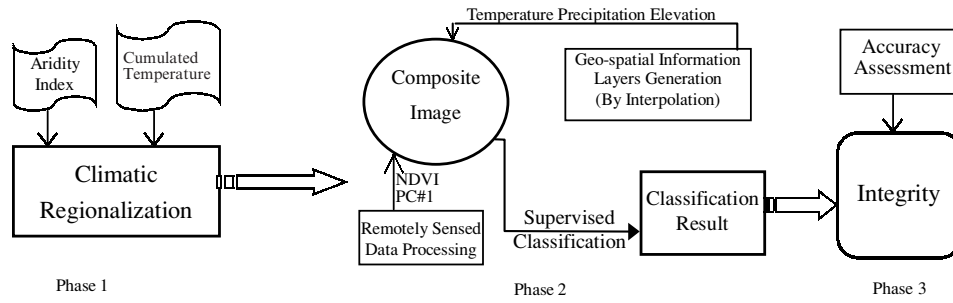 Aridity
Index
Cumulated
Temperature
Climatic
Regionalization
Phase 1
Temperature Precipitation Elevation
Composite
Image
Geo-spatial Information
Layers Generation
(By Interpolation)
NDVI
PC#1
Remotely Sensed
Data Processing
Supervised
Classification
Classification
Result
Phase 2
Accuracy
Assessment
Integrity
Phase 3